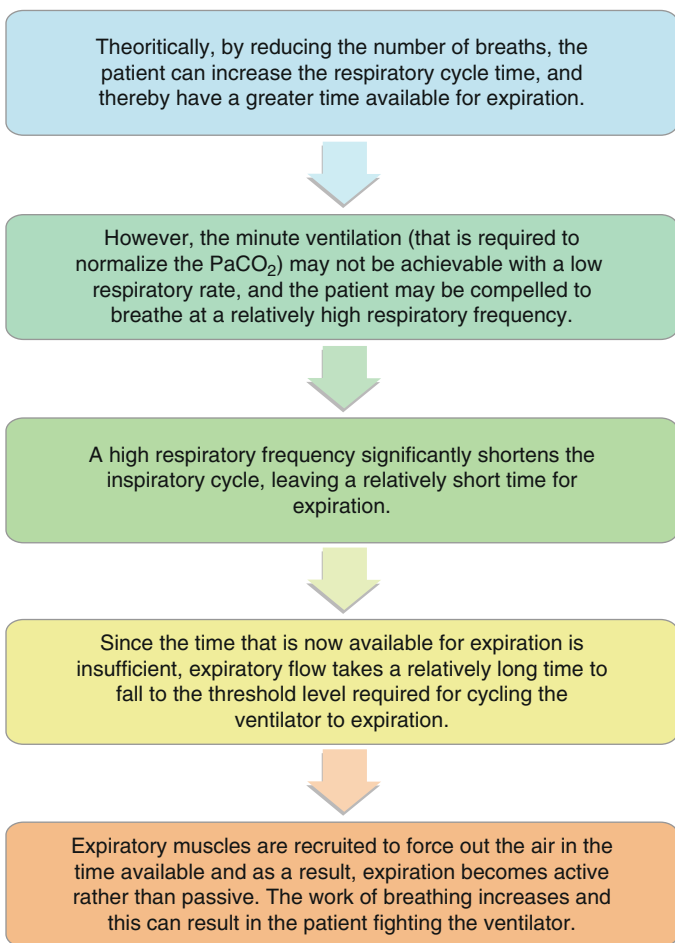 Theoritically, by reducing the number of breaths, the
patient can increase the respiratory cycle time, and
thereby have a greater time available for expiration.
However, the minute ventilation (that is required to
normalize the PaCO₂) may not be achievable with a low
respiratory rate, and the patient may be compelled to
breathe at a relatively high respiratory frequency.
A high respiratory frequency significantly shortens the
inspiratory cycle, leaving a relatively short time for
expiration.
Since the time that is now available for expiration is
insufficient, expiratory flow takes a relatively long time to
fall to the threshold level required for cycling the
ventilator to expiration.
Expiratory muscles are recruited to force out the air in the
time available and as a result, expiration becomes active
rather than passive. The work of breathing increases and
this can result in the patient fighting the ventilator.